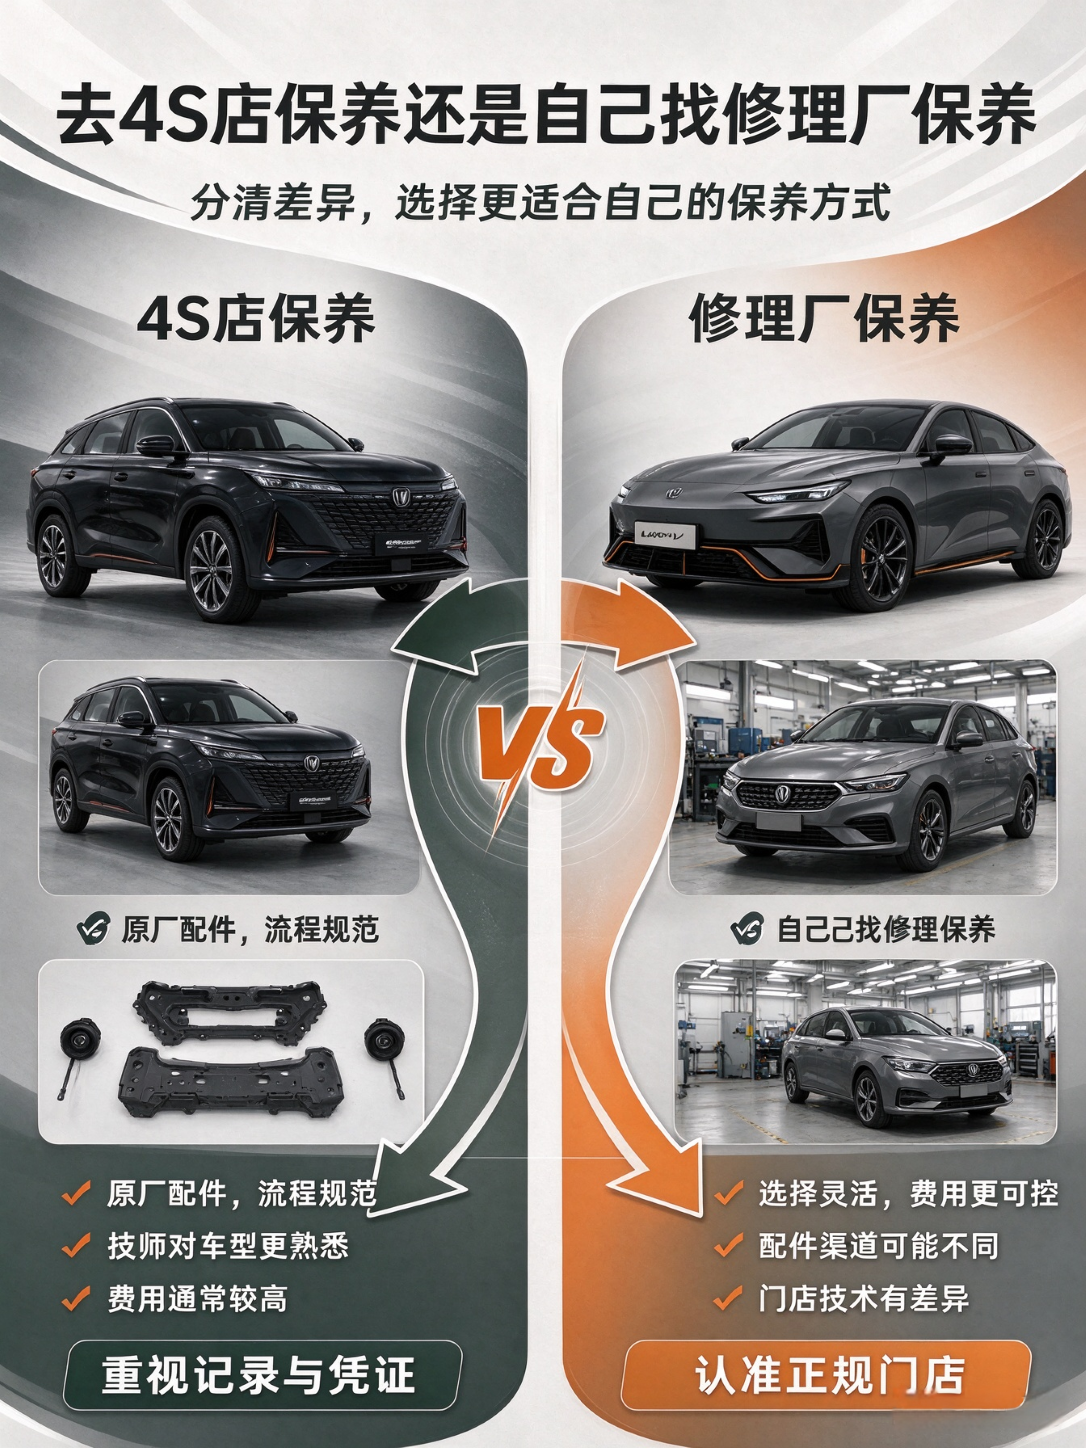 去4S店保养还是自己找修理厂保养
分清差异，选择更适合自己的保养方式
4S店保养
修理厂保养
VS
原厂配件，流程规范
自己己找修理保养
原厂配件，流程规范
技师对车型更熟悉
费用通常较高
选择灵活，费用更可控
配件渠道可能不同
门店技术有差异
重视记录与凭证
认准正规门店